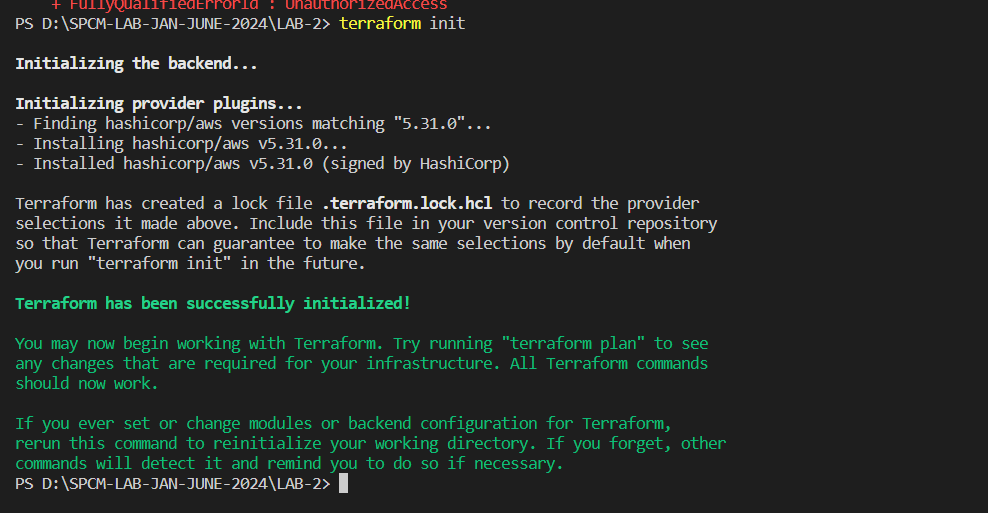 + FullyQualifiedErrorId : UnauthorizedAccess
PS D:\SPCM-LAB-JAN-JUNE-2024\LAB-2> terraform init
Initializing the backend...
Initializing provider plugins...
- Finding hashicorp/aws versions matching "5.31.0"...
- Installing hashicorp/aws v5.31.0...
- Installed hashicorp/aws v5.31.0 (signed by HashiCorp)
Terraform has created a lock file .terraform.lock.hcl to record the provider
selections it made above. Include this file in your version control repository
so that Terraform can guarantee to make the same selections by default when
you run "terraform init" in the future.
Terraform has been successfully initialized!
You may now begin working with Terraform. Try running "terraform plan" to see
any changes that are required for your infrastructure. All Terraform commands
should now work.
If you ever set or change modules or backend configuration for Terraform,
rerun this command to reinitialize your working directory. If you forget, other
commands will detect it and remind you to do so if necessary.
PS D:\SPCM-LAB-JAN-JUNE-2024\LAB-2>